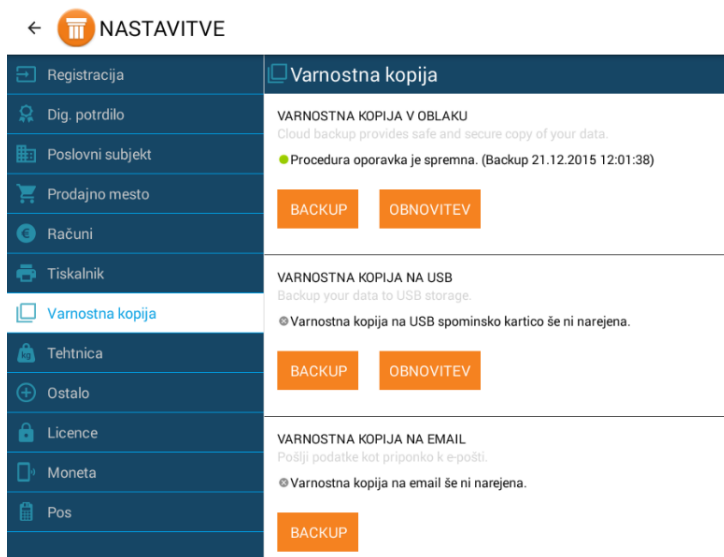 NASTAVITVE
Registracija
Dig. potrdilo
Poslovni subjekt
Prodajno mesto
Računi
Tiskalnik
Varnostna kopija
Tehtnica
Ostalo
Licence
Moneta
Pos
Varnostna kopija
VARNOSTNA KOPIJA V OBLAKU
Cloud backup provides safe and secure copy of your data.
Procedura oporavka je spremna. (Backup 21.12.2015 12:01:38)
BACKUP OBNOVITEV
VARNOSTNA KOPIJA NA USB
Backup your data to USB storage.
Varnostna kopija na USB spominsko kartico še ni narejena.
BACKUP OBNOVITEV
VARNOSTNA KOPIJA NA EMAIL
Pošlji podatke kot priponko k e-pošti.
Varnostna kopija na email še ni narejena.
BACKUP